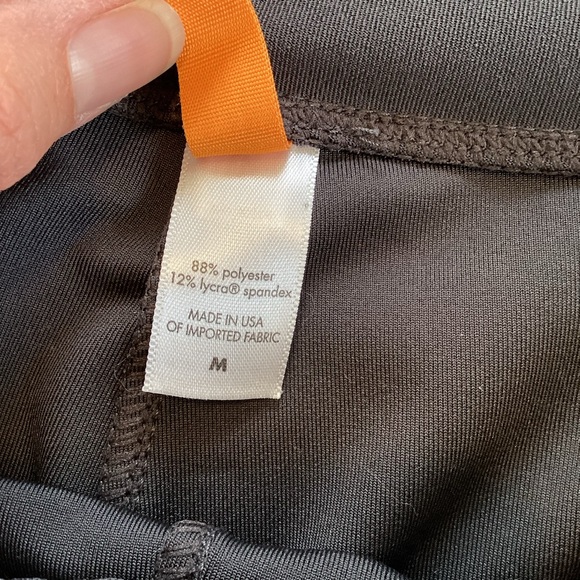 88% polyester
12% lycra® spandex
MADE IN USA
OF IMPORTED FABRIC
M